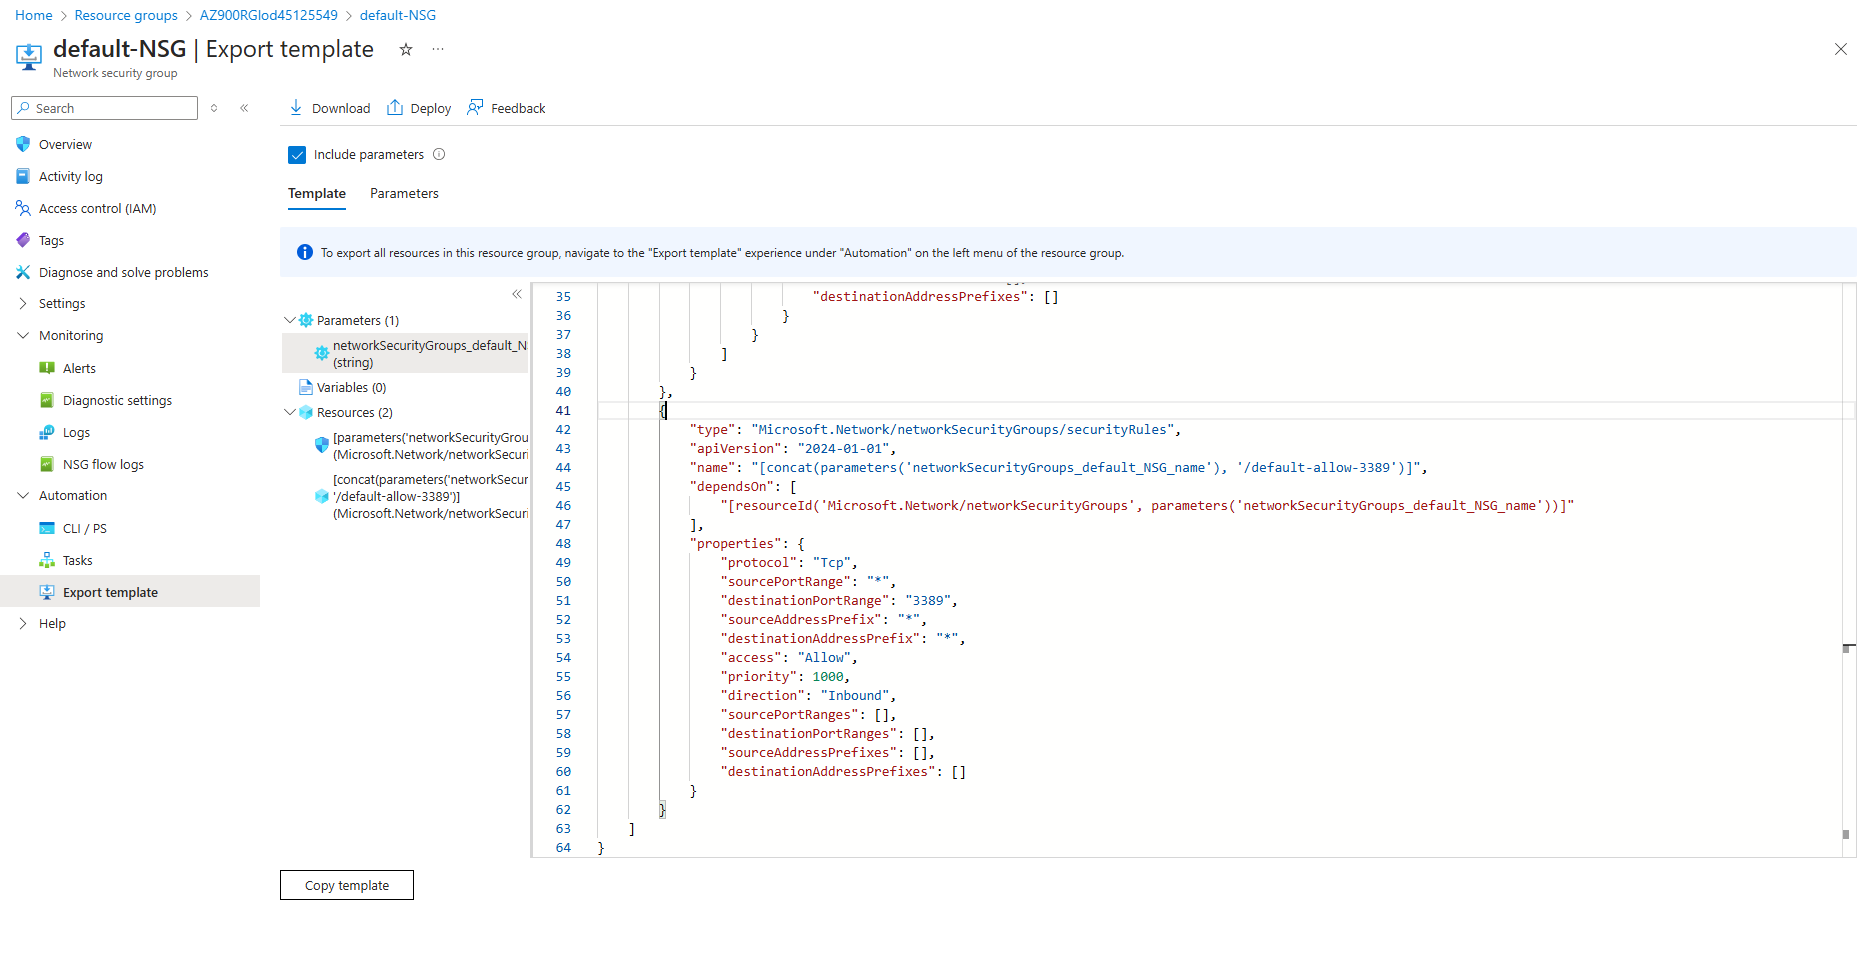 Home > Resource groups > AZ900RGlod45125549 > default-NSG
default-NSG | Export template
Network security group
Search
Download Deploy Feedback
Overview
Activity log
Access control (IAM)
Tags
Diagnose and solve problems
Settings
Monitoring
Alerts
Diagnostic settings
Logs
NSG flow logs
Automation
CLI / PS
Tasks
Export template
Help
Include parameters
Template Parameters
To export all resources in this resource group, navigate to the "Export template" experience under "Automation" on the left menu of the resource group.
Parameters (1)
networkSecurityGroups_default_N
(string)
Variables (0)
Resources (2)
[parameters('networkSecurityGrou
(Microsoft.Network/networkSecuri
[concat(parameters('networkSecur
'/default-allow-3389')]
(Microsoft.Network/networkSecuri
35 "destinationAddressPrefixes": []
36 }
37 }
38 ]
39 }
40 },
41 {
42 "type": "Microsoft.Network/networkSecurityGroups/securityRules",
43 "apiVersion": "2024-01-01",
44 "name": "[concat(parameters('networkSecurityGroups_default_NSG_name'), '/default-allow-3389')]",
45 "dependsOn": [
46 "[resourceId('Microsoft.Network/networkSecurityGroups', parameters('networkSecurityGroups_default_NSG_name'))]"
47 ],
48 "properties": {
49 "protocol": "Tcp",
50 "sourcePortRange": "*",
51 "destinationPortRange": "3389",
52 "sourceAddressPrefix": "*",
53 "destinationAddressPrefix": "*",
54 "access": "Allow",
55 "priority": 1000,
56 "direction": "Inbound",
57 "sourcePortRanges": [],
58 "destinationPortRanges": [],
59 "sourceAddressPrefixes": [],
60 "destinationAddressPrefixes": []
61 }
62 }
63 ]
64 }
Copy template